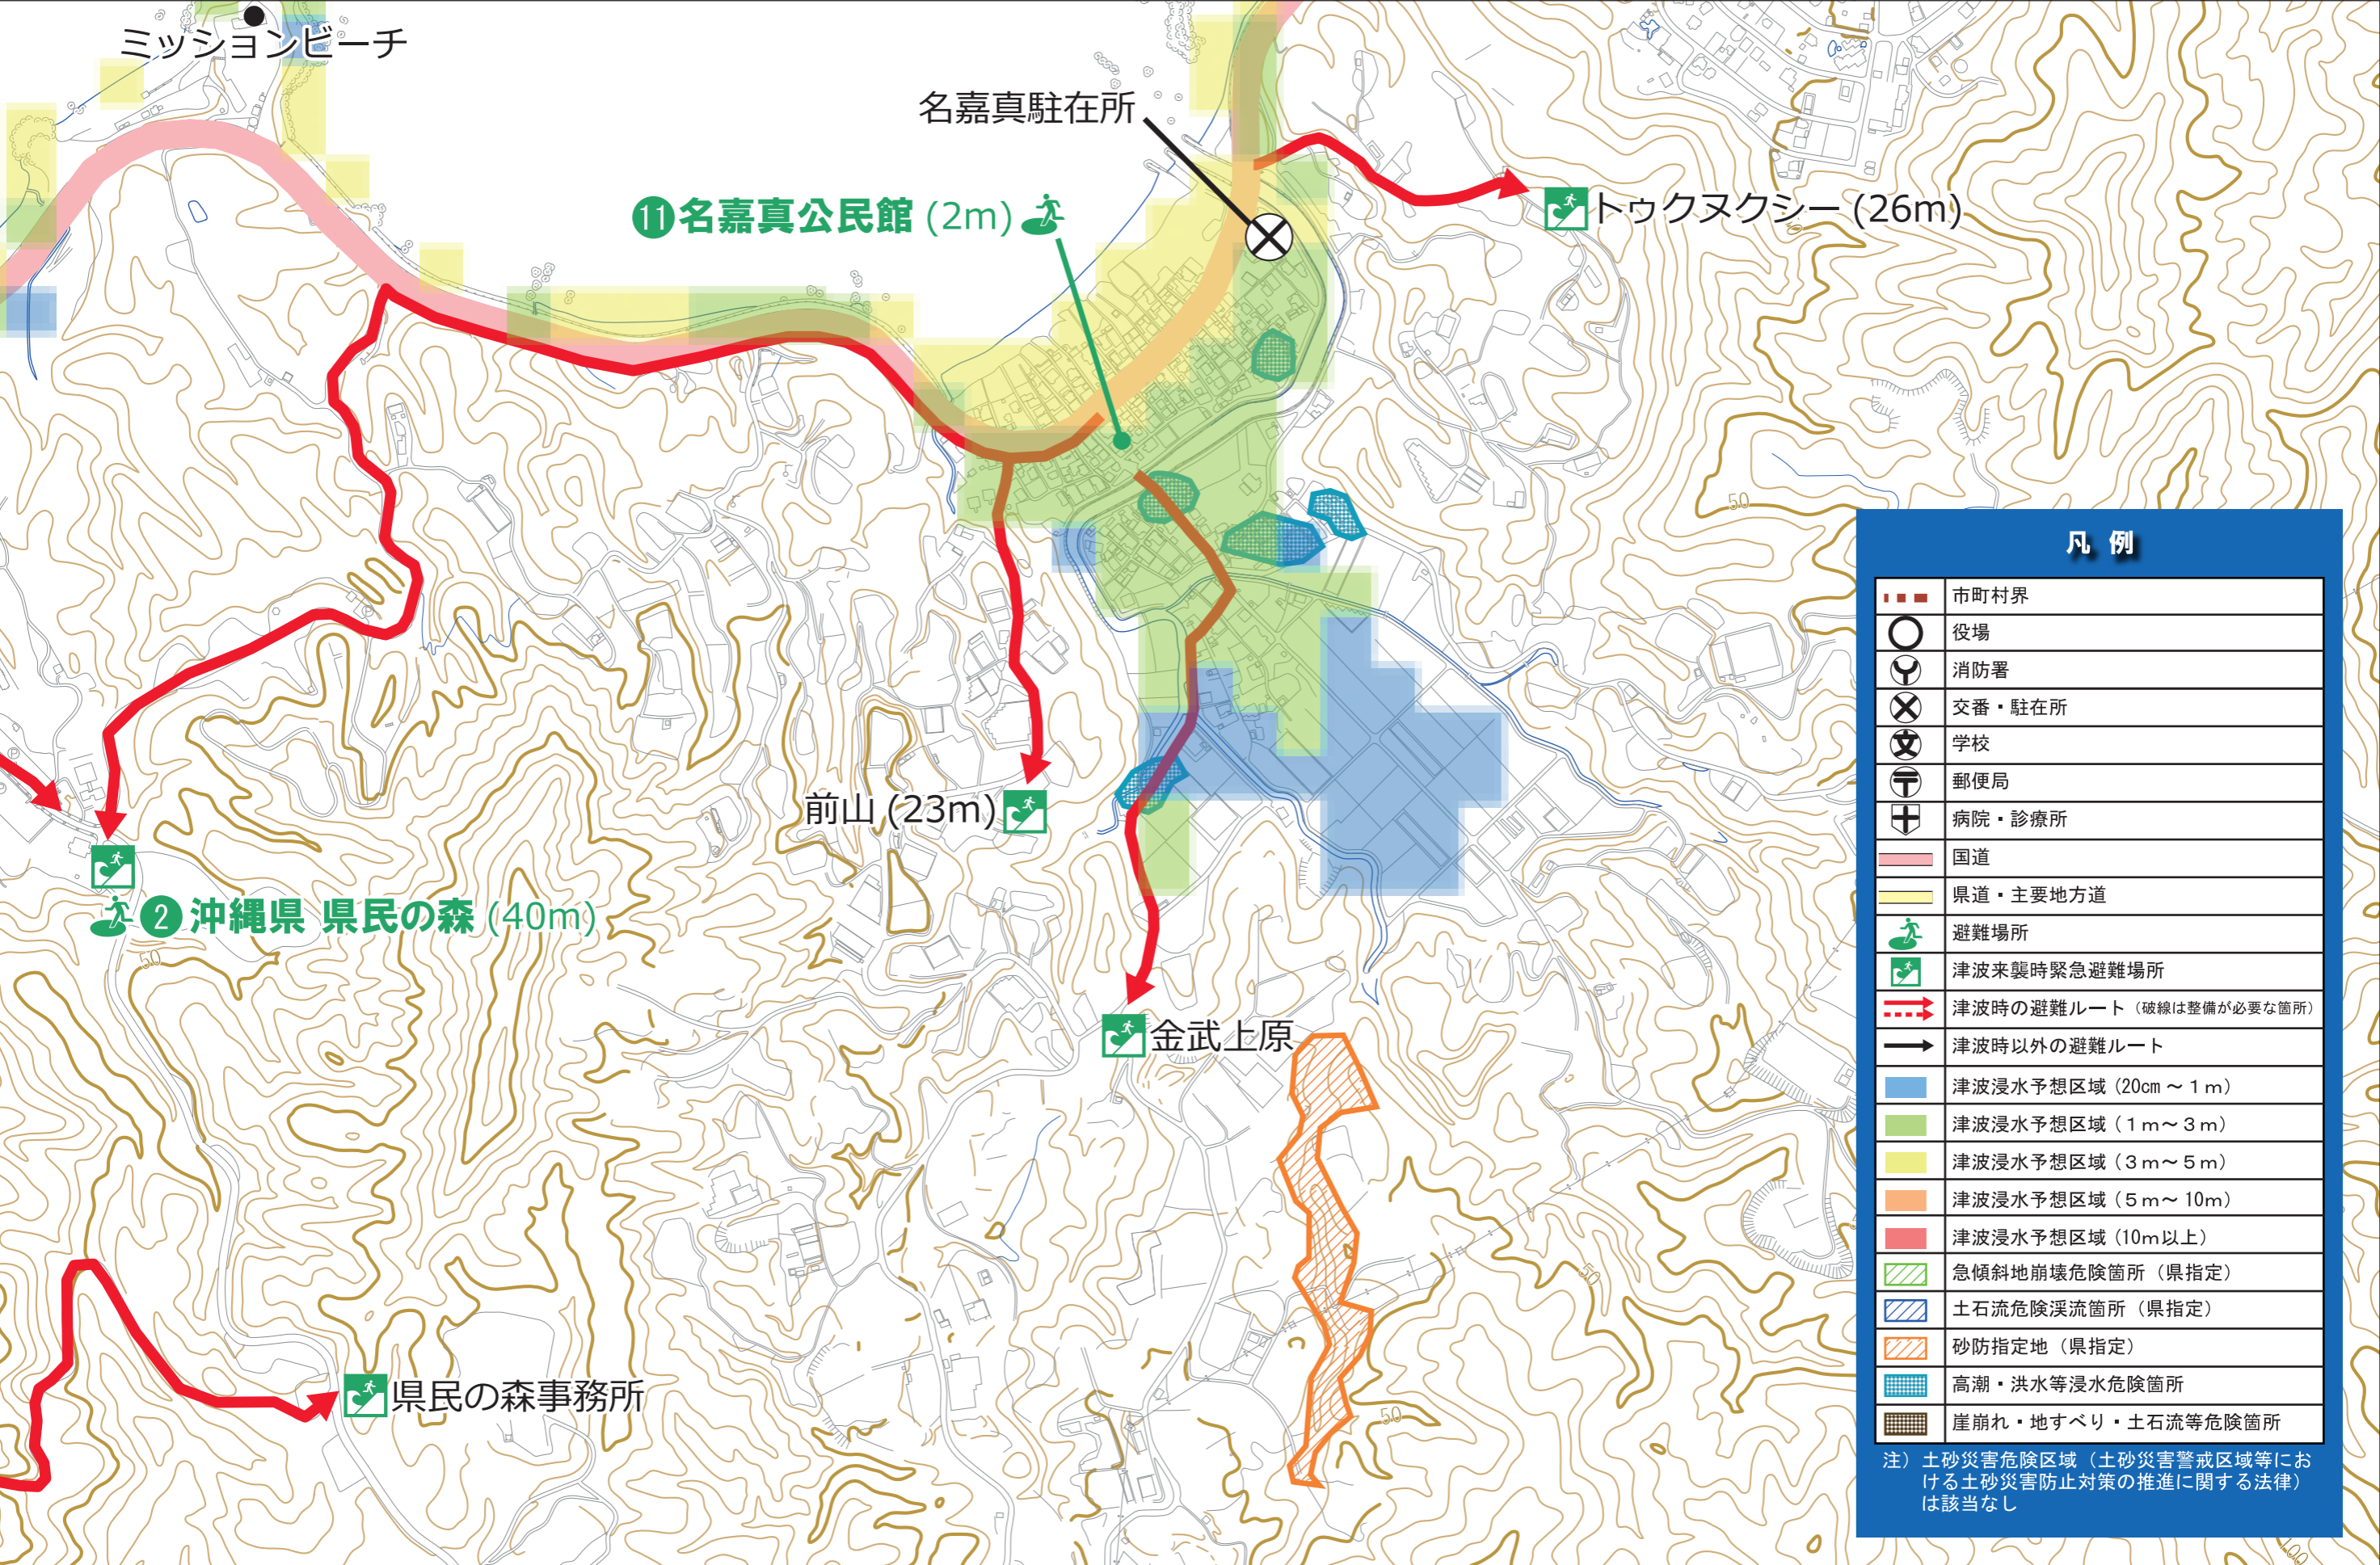 ミッションビーチ
名嘉真駐在所
11 名嘉真公民館 (2m)
トゥクヌクシー (26m)
前山 (23m)
2 沖縄県 県民の森 (40m)
金武上原
県民の森事務所
50
50
50
50
100
P
P
凡 例
市町村界
役場
消防署
交番・駐在所
学校
郵便局
病院・診療所
国道
県道・主要地方道
避難場所
津波来襲時緊急避難場所
津波時の避難ルート（破線は整備が必要な箇所）
津波時以外の避難ルート
津波浸水予想区域（20cm～１ｍ）
津波浸水予想区域（１ｍ～３ｍ）
津波浸水予想区域（３ｍ～５ｍ）
津波浸水予想区域（５ｍ～10ｍ）
津波浸水予想区域（10ｍ以上）
急傾斜地崩壊危険箇所（県指定）
土石流危険渓流箇所（県指定）
砂防指定地（県指定）
高潮・洪水等浸水危険箇所
崖崩れ・地すべり・土石流等危険箇所
注）土砂災害危険区域（土砂災害警戒区域等にお
ける土砂災害防止対策の推進に関する法律）
は該当なし